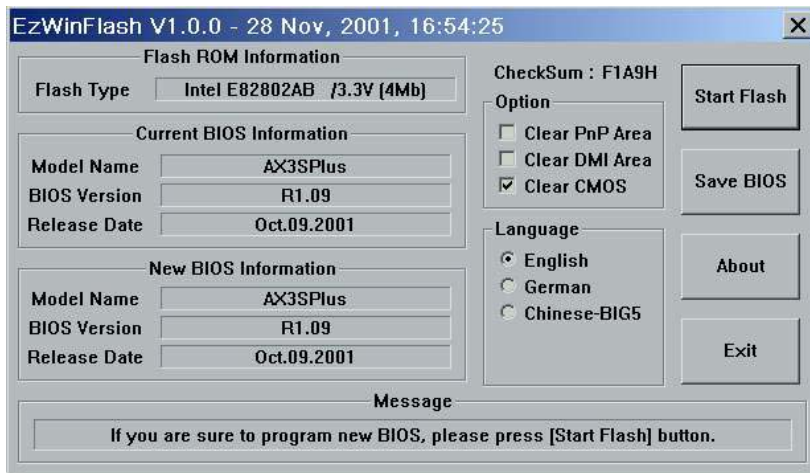 EzWinFlash V1.0.0 - 28 Nov, 2001, 16:54:25
Flash ROM Information
Flash Type Intel E82802AB /3.3V (4Mb)
Current BIOS Information
Model Name AX3SPlus
BIOS Version R1.09
Release Date Oct.09.2001
New BIOS Information
Model Name AX3SPlus
BIOS Version R1.09
Release Date Oct.09.2001
CheckSum : F1A9H
Option
Clear PnP Area
Clear DMI Area
Clear CMOS
Language
English
German
Chinese-BIG5
Start Flash
Save BIOS
About
Exit
Message
If you are sure to program new BIOS, please press [Start Flash] button.